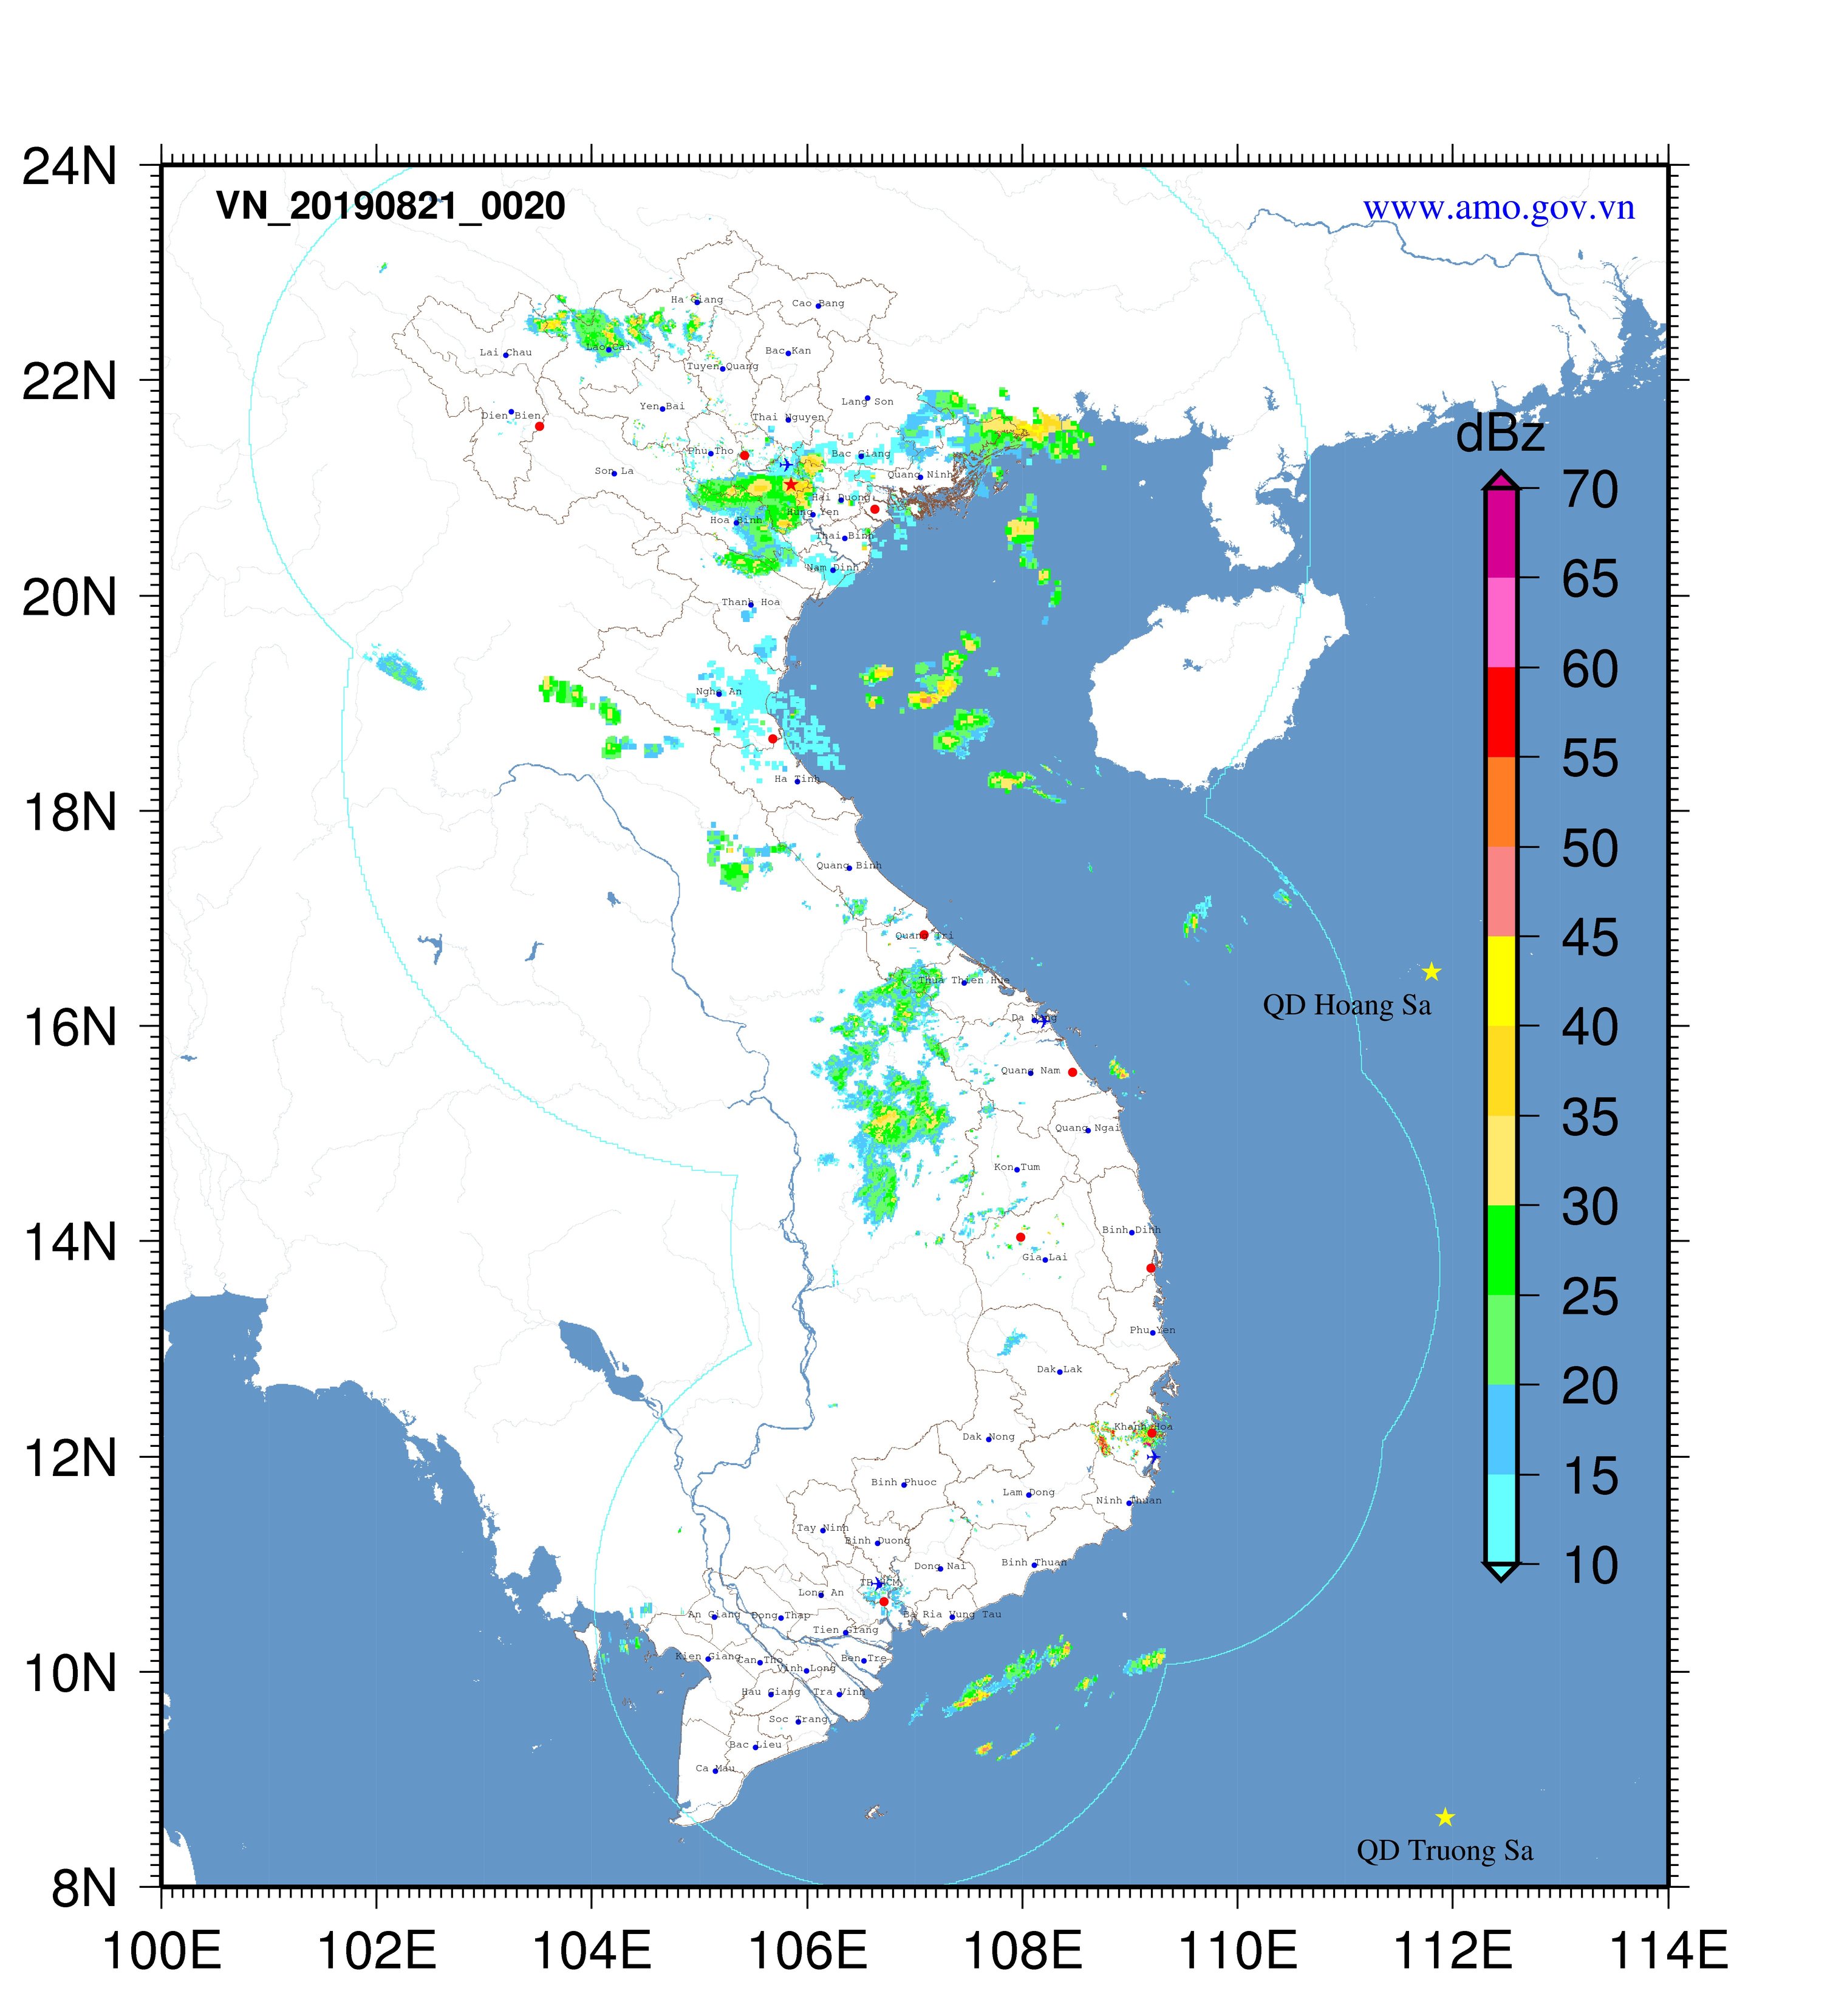 24N
VN_20190821_0020
www.amo.gov.vn
Ha Giang
Cao Bang
Lai Chau
Lao Cai
Bac Kan
Tuyen Quang
22N
Dien Bien
Yen Bai
Lang Son
Thai Nguyen
dBz
Phu Tho
Bac Giang
Son La
Quang Ninh
70
Hai Duong
Hoa Binh
Hung Yen
Thai Binh
Nam Dinh
65
20N
Thanh Hoa
60
Nghe An
55
Ha Tinh
18N
50
Quang Binh
45
Quang Tri
Thua Thien Hue
QD Hoang Sa
40
16N
Da Nang
Quang Nam
35
Quang Ngai
Kon Tum
30
14N
Binh Dinh
Gia Lai
25
Phu Yen
Dak Lak
20
Khanh Hoa
Dak Nong
12N
15
Binh Phuoc
Lam Dong
Ninh Thuan
Tay Ninh
Binh Duong
Dong Nai
Binh Thuan
10
Long An
An Giang
Dong Thap
Ba Ria Vung Tau
Tien Giang
Kien Giang
Can Tho
Ben Tre
10N
Vinh Long
Hau Giang
Tra Vinh
Soc Trang
Bac Lieu
Ca Mau
QD Truong Sa
8N
100E
102E
104E
106E
108E
110E
112E
114E